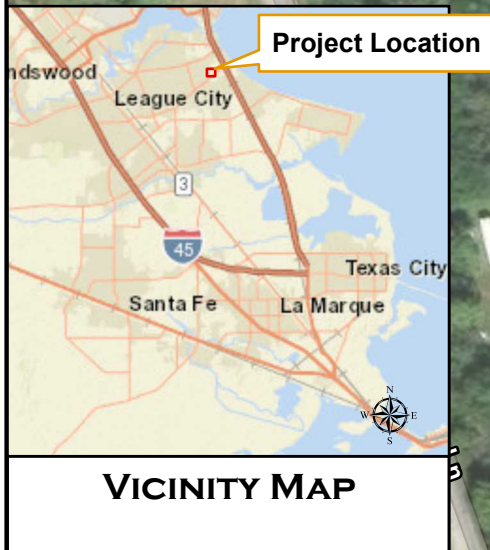 Project Location
ndswood
League City
3
45
Texas City
Santa Fe
La Marque
N
W E
S
VICINITY MAP